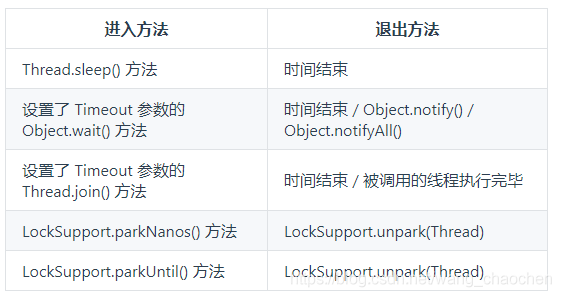 进入方法 退出方法
Thread.sleep() 方法 时间结束
设置了 Timeout 参数的
Object.wait() 方法
时间结束 / Object.notify() /
Object.notifyAll()
设置了 Timeout 参数的
Thread.join() 方法
时间结束 / 被调用的线程执行完毕
LockSupport.parkNanos() 方法 LockSupport.unpark(Thread)
LockSupport.parkUntil() 方法 LockSupport.unpark(Thread)
https://blog.csdn.net/wang_chaochen